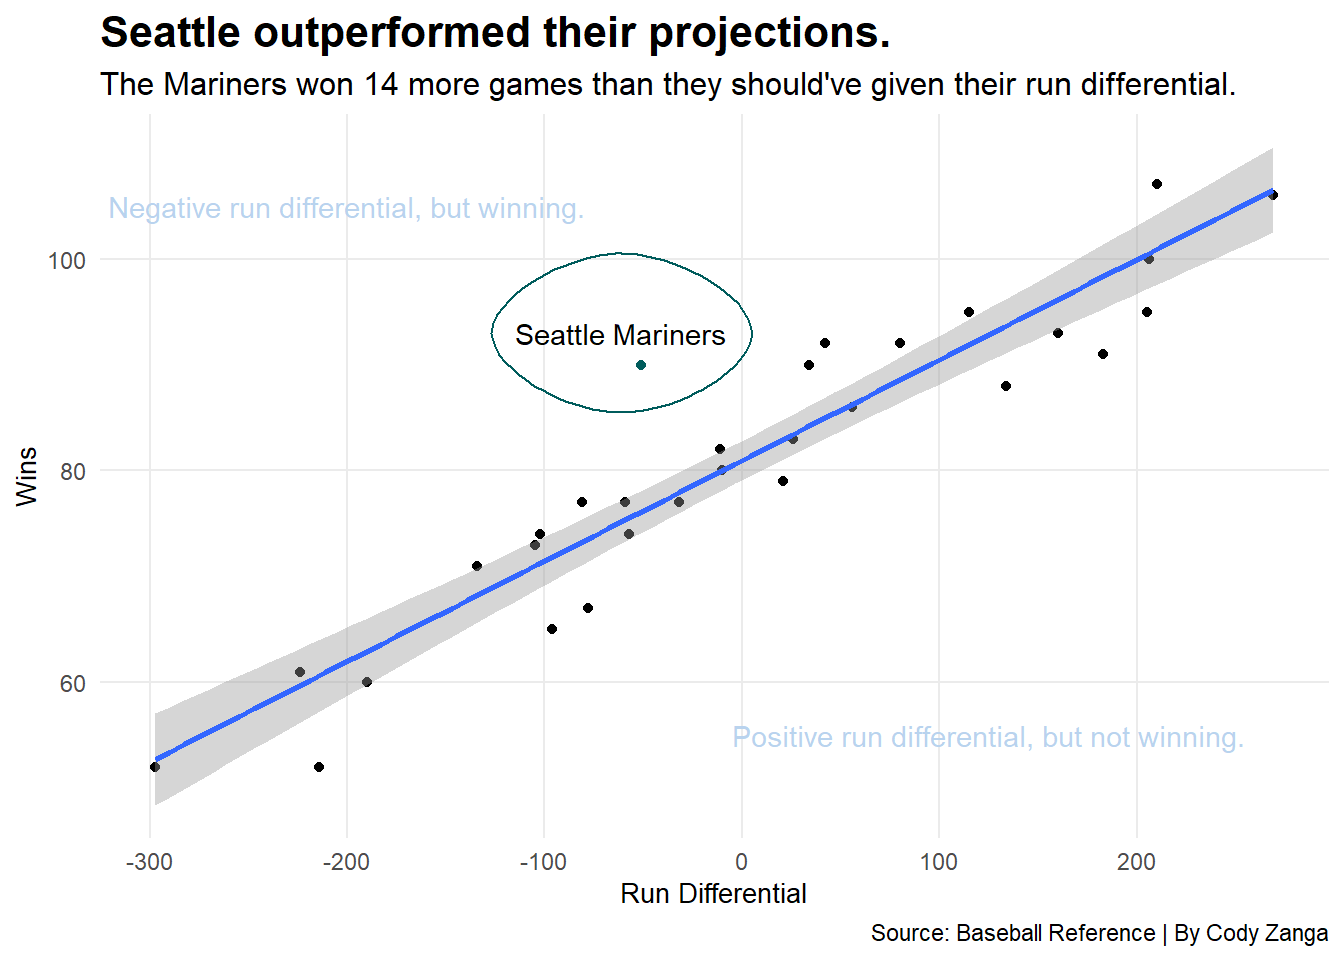 Seattle outperformed their projections.
The Mariners won 14 more games than they should've given their run differential.
Negative run differential, but winning.
100
Seattle Mariners
Wins
80
60
Positive run differential, but not winning.
-300
-200
-100
0
100
200
Run Differential
Source: Baseball Reference | By Cody Zanga